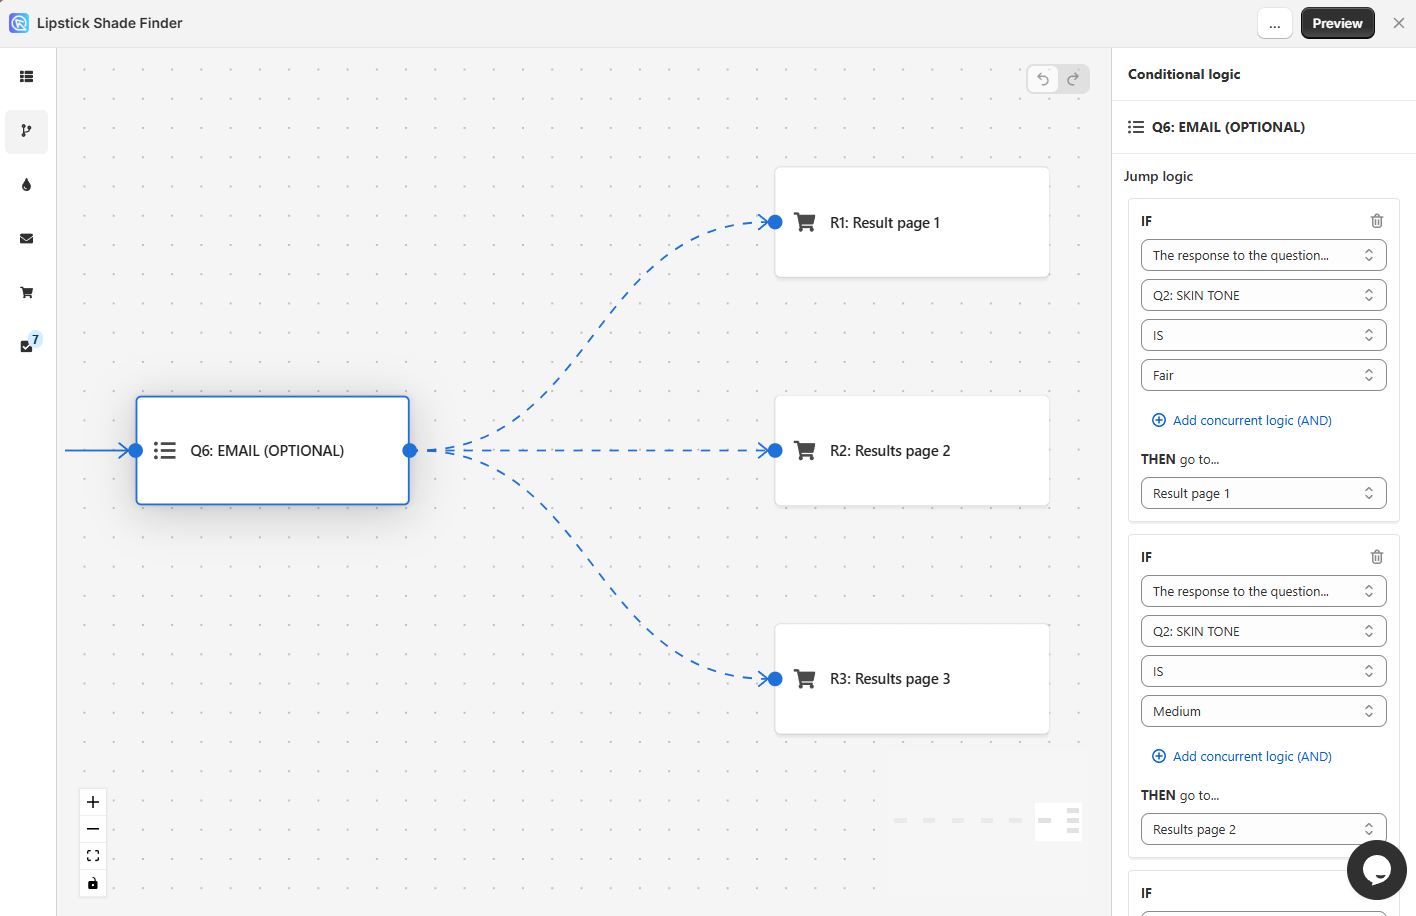 Lipstick Shade Finder
...
Preview
7
Q6: EMAIL (OPTIONAL)
R1: Result page 1
R2: Results page 2
R3: Results page 3
Conditional logic
Q6: EMAIL (OPTIONAL)
Jump logic
IF
The response to the question...
Q2: SKIN TONE
IS
Fair
Add concurrent logic (AND)
THEN go to...
Result page 1
IF
The response to the question...
Q2: SKIN TONE
IS
Medium
Add concurrent logic (AND)
THEN go to...
Results page 2
IF